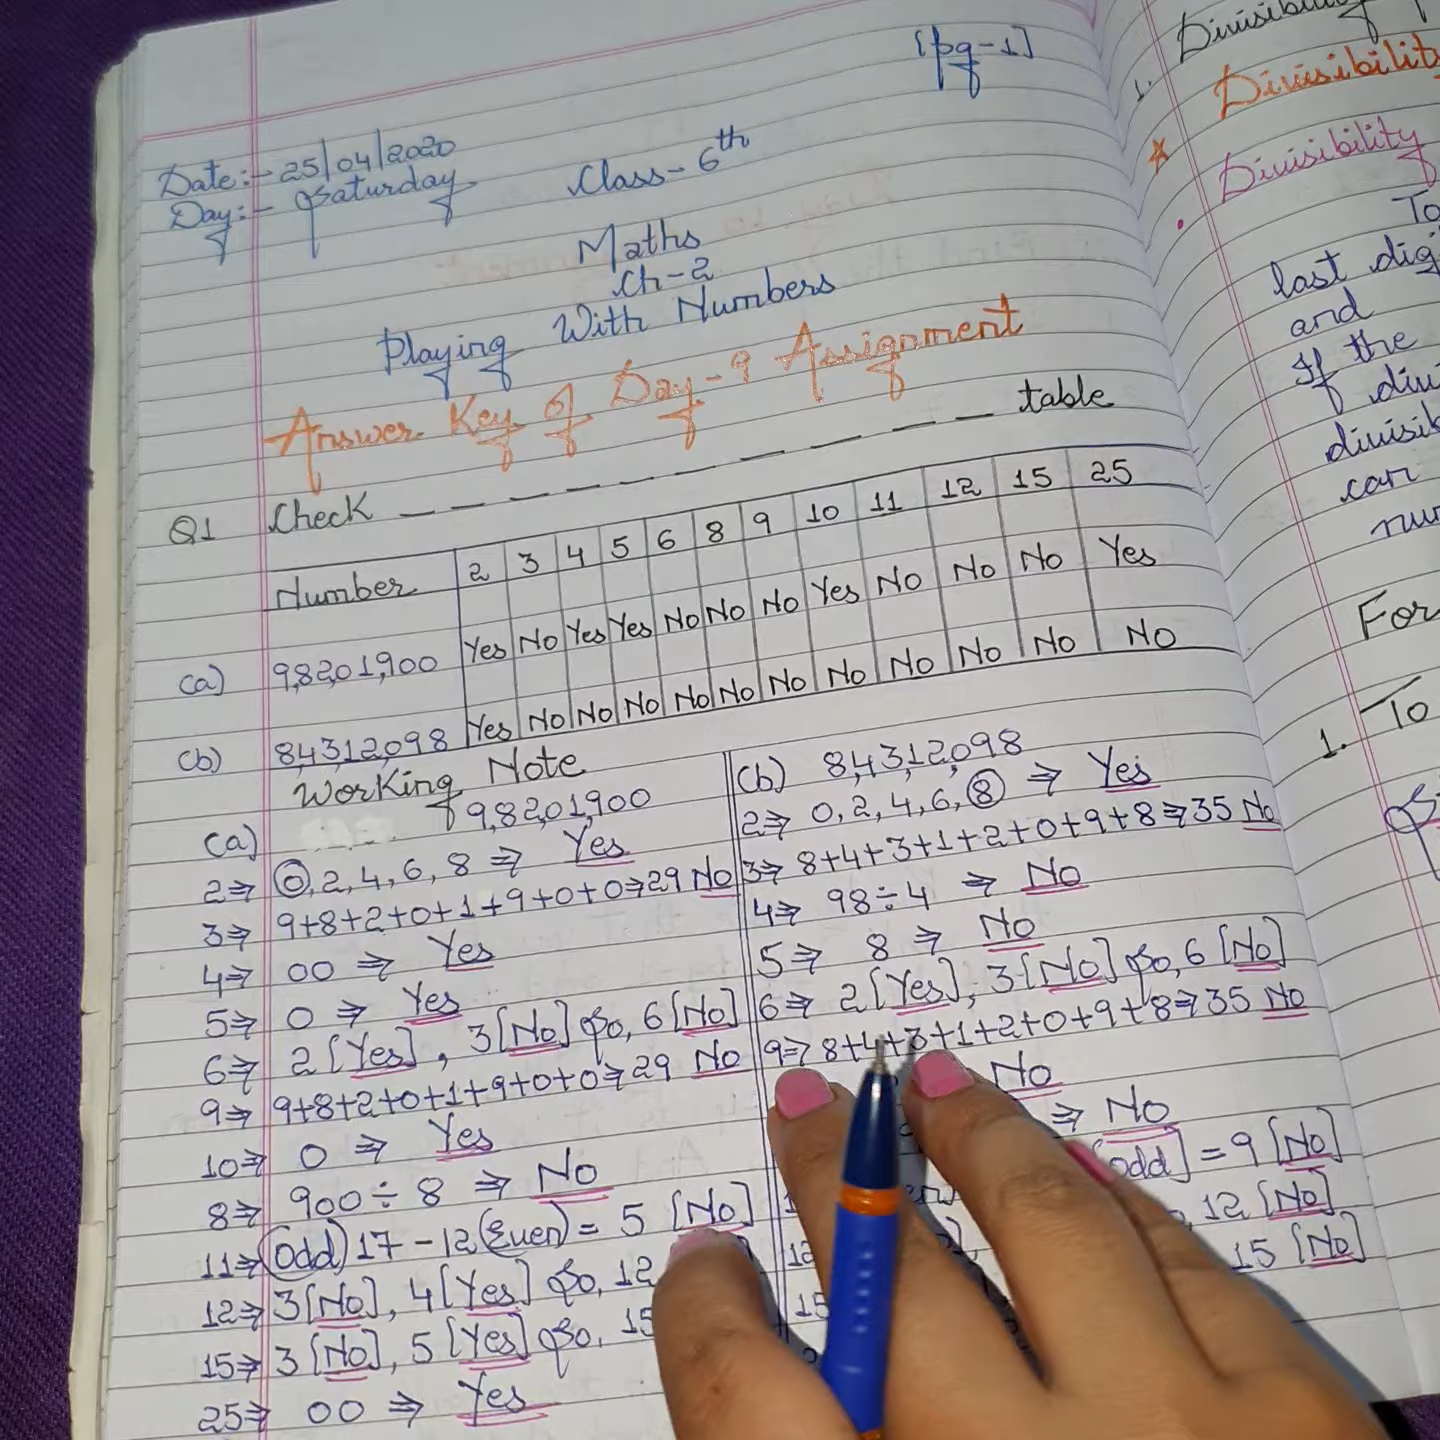 [pg-1]
Date:- 25/04/2020
Day:- Saturday
Class- 6th
Maths
Ch-2
Playing With Numbers
Answer Key of Day-9 Assignment
Q1 Check _ _ _ _ _ _ _ _ _ _ _ _ _ table
Number 2 3 4 5 6 8 9 10 11 12 15 25
(a) 9,82,01,900 Yes No Yes Yes No No No Yes No No No Yes
(b) 8,43,12,098 Yes No No No No No No No No No No No
Working Note
(a) 9,82,01,900
2⇒ 0, 2, 4, 6, 8 ⇒ Yes
3⇒ 9+8+2+0+1+9+0+0⇒29 No
4⇒ 00 ⇒ Yes
5⇒ 0 ⇒ Yes
6⇒ 2[Yes], 3[No] So, 6[No]
9⇒ 9+8+2+0+1+9+0+0⇒29 No
10⇒ 0 ⇒ Yes
8⇒ 900÷8 ⇒ No
11⇒ (Odd) 17-12 (Even) = 5 [No]
12⇒ 3[No], 4[Yes] So, 12
15⇒ 3[No], 5[Yes] So, 15
25⇒ 00 ⇒ Yes
(b) 8,43,12,098
2⇒ 0, 2, 4, 6, 8 ⇒ Yes
3⇒ 8+4+3+1+2+0+9+8⇒35 No
4⇒ 98÷4 ⇒ No
5⇒ 8 ⇒ No
6⇒ 2[Yes], 3[No] So, 6[No]
9⇒ 8+4+3+1+2+0+9+8⇒35 No
No
⇒ No
[odd] = 9 [No]
12 , 12 [No]
15 15 [No]
1. Divisibility
Divisibility
Divisibility
To
last dig
and
If the
divi
divisib
can
num
For
1. To